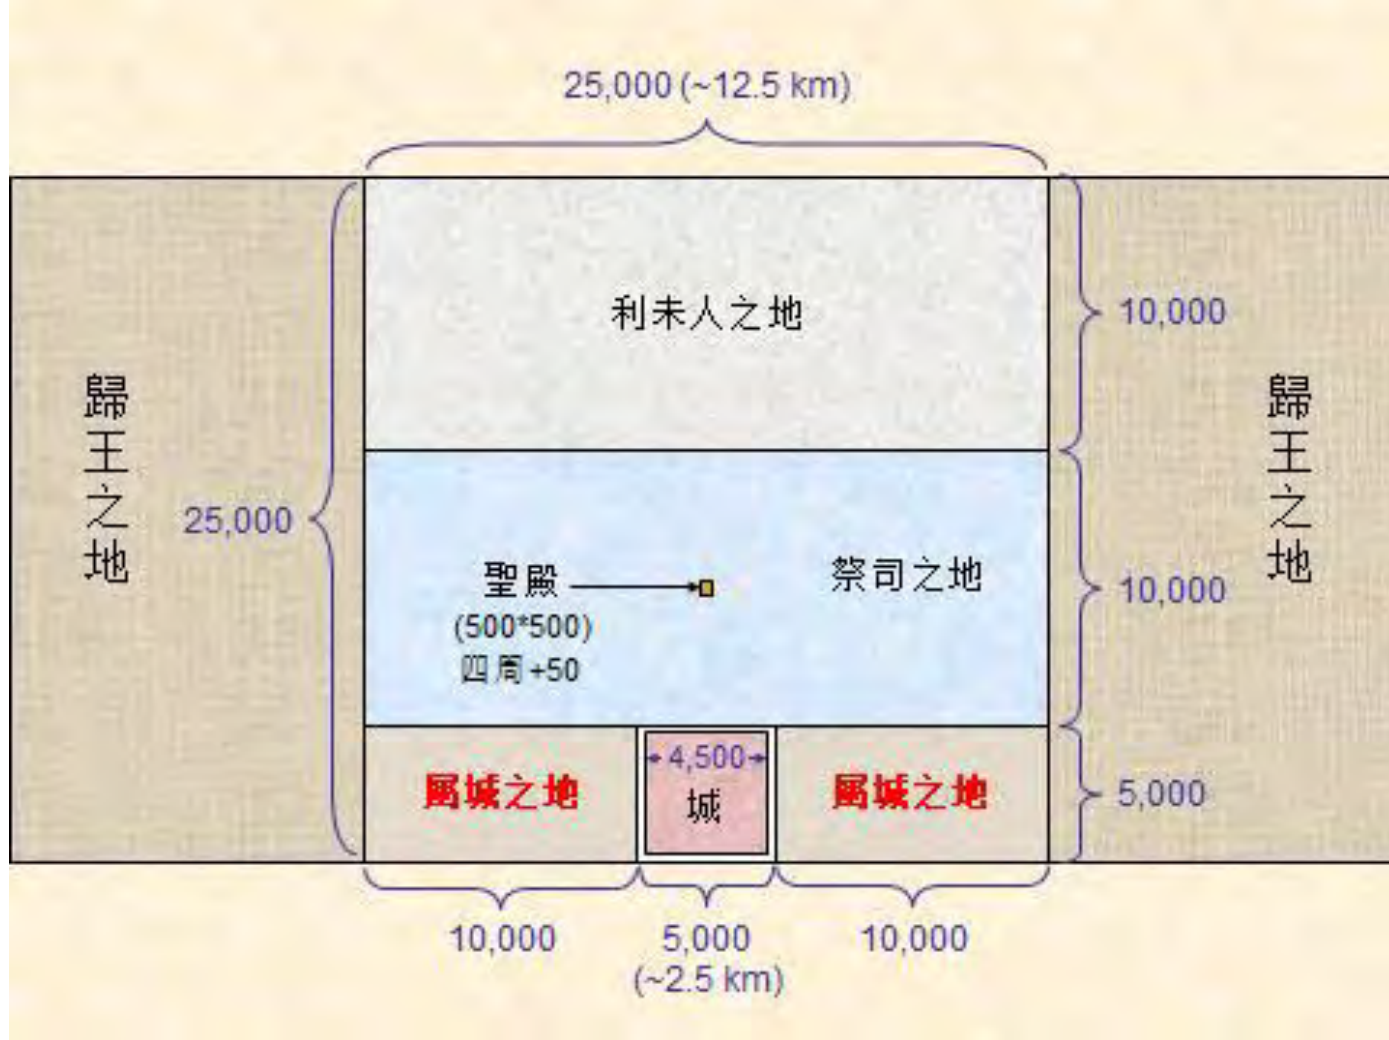 25,000 (~12.5 km)
利未人之地
10,000
歸王之地
25,000
歸王之地
聖殿
(500*500)
四周+50
祭司之地
10,000
屬城之地
4,500
城
屬城之地
5,000
10,000
5,000
(~2.5 km)
10,000